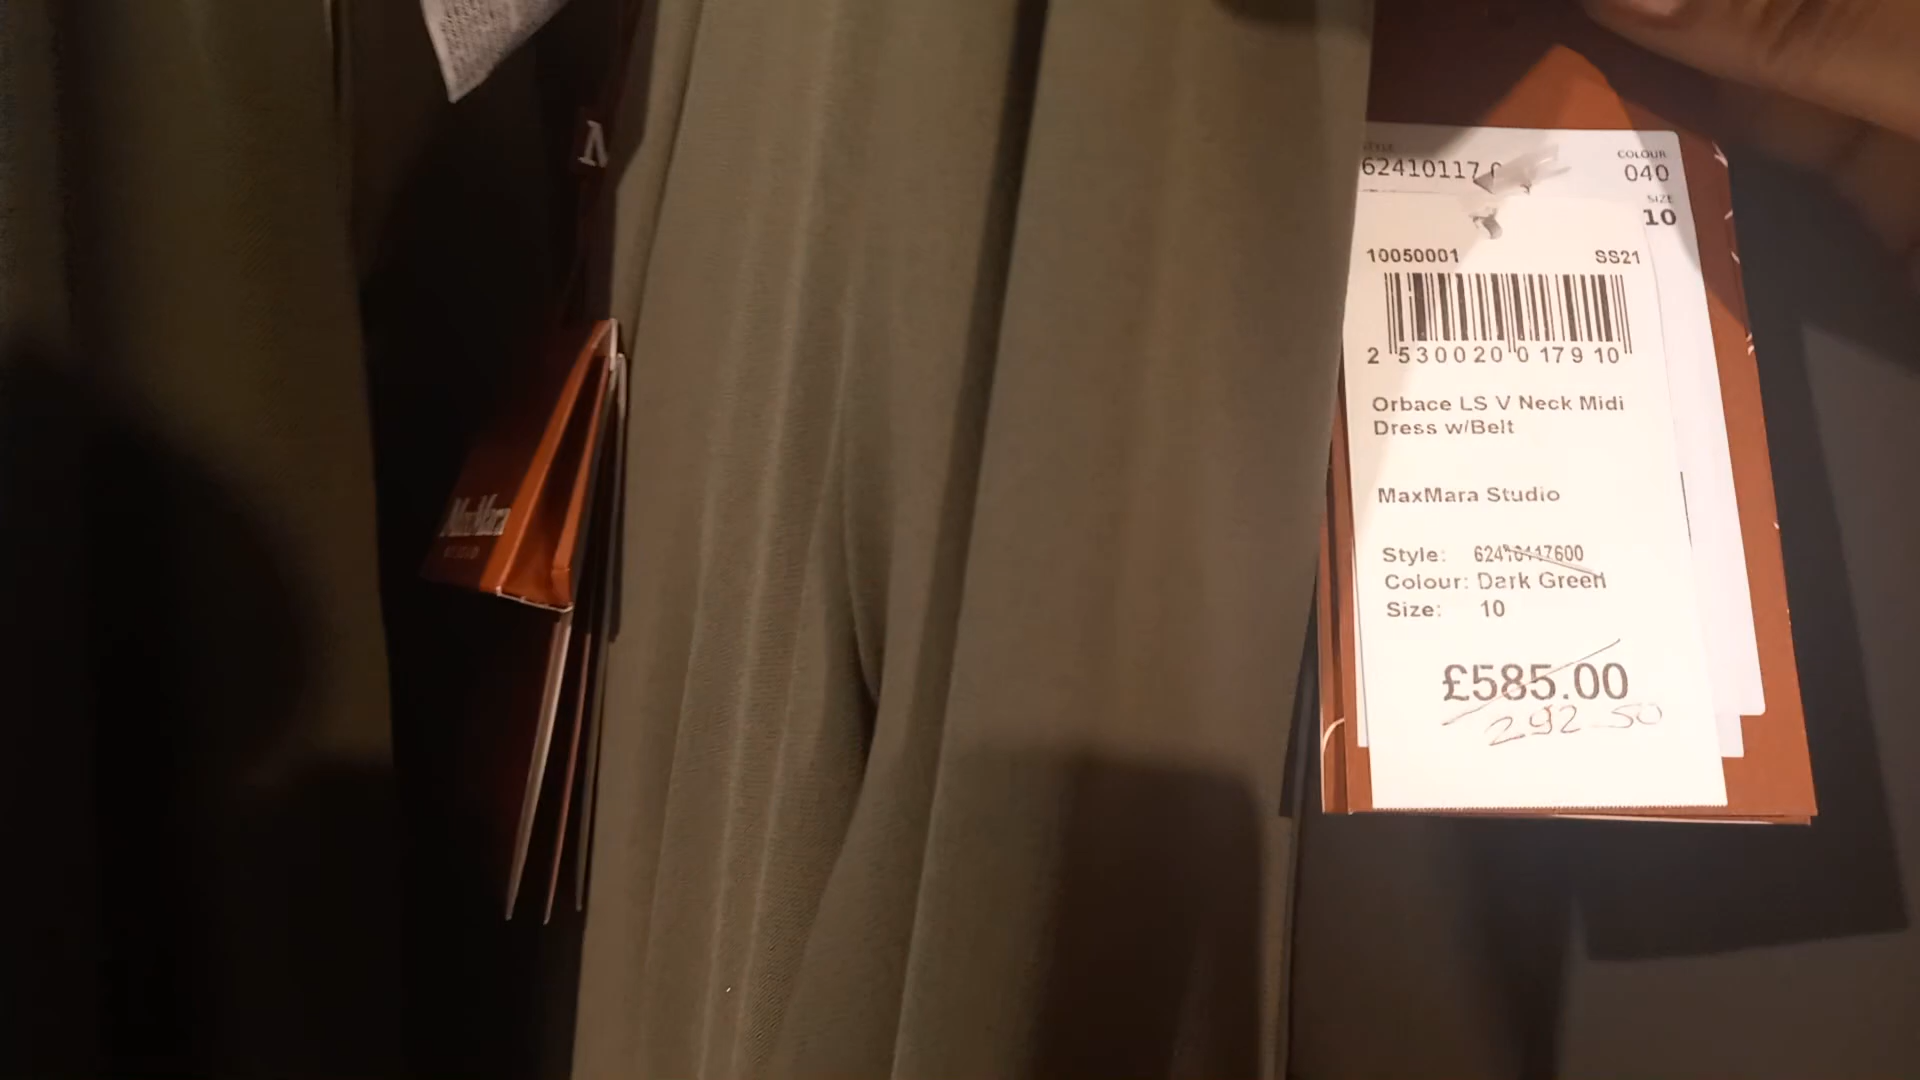 MaxMara
STYLE
62410117
COLOUR
040
SIZE
10
10050001 SS21
2 530020 017910
Orbace LS V Neck Midi
Dress w/Belt
MaxMara Studio
Style: 62410117600
Colour: Dark Green
Size: 10
£585.00
292.50